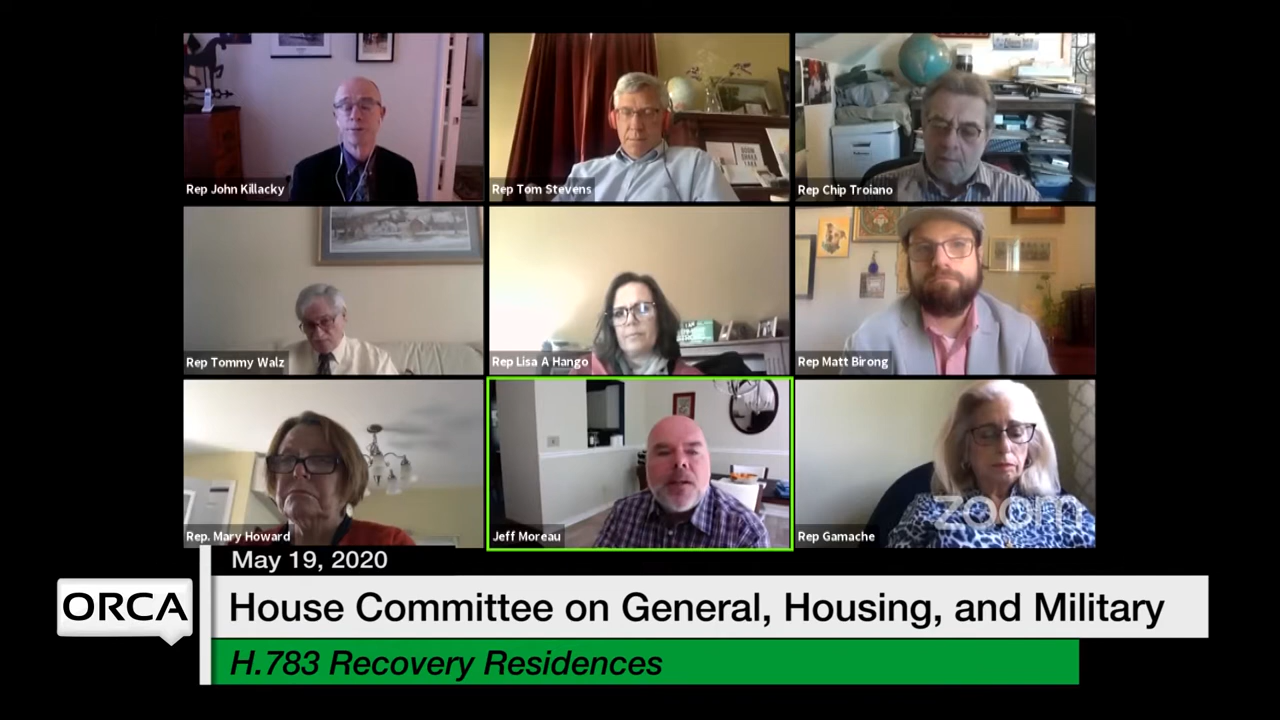 Rep John Killacky
Rep Tom Stevens
Rep Chip Troiano
Rep Tommy Walz
Rep Lisa A Hango
Rep Matt Birong
Rep. Mary Howard
Jeff Moreau
Rep Gamache
zoom
May 19, 2020
ORCA
House Committee on General, Housing, and Military
H.783 Recovery Residences